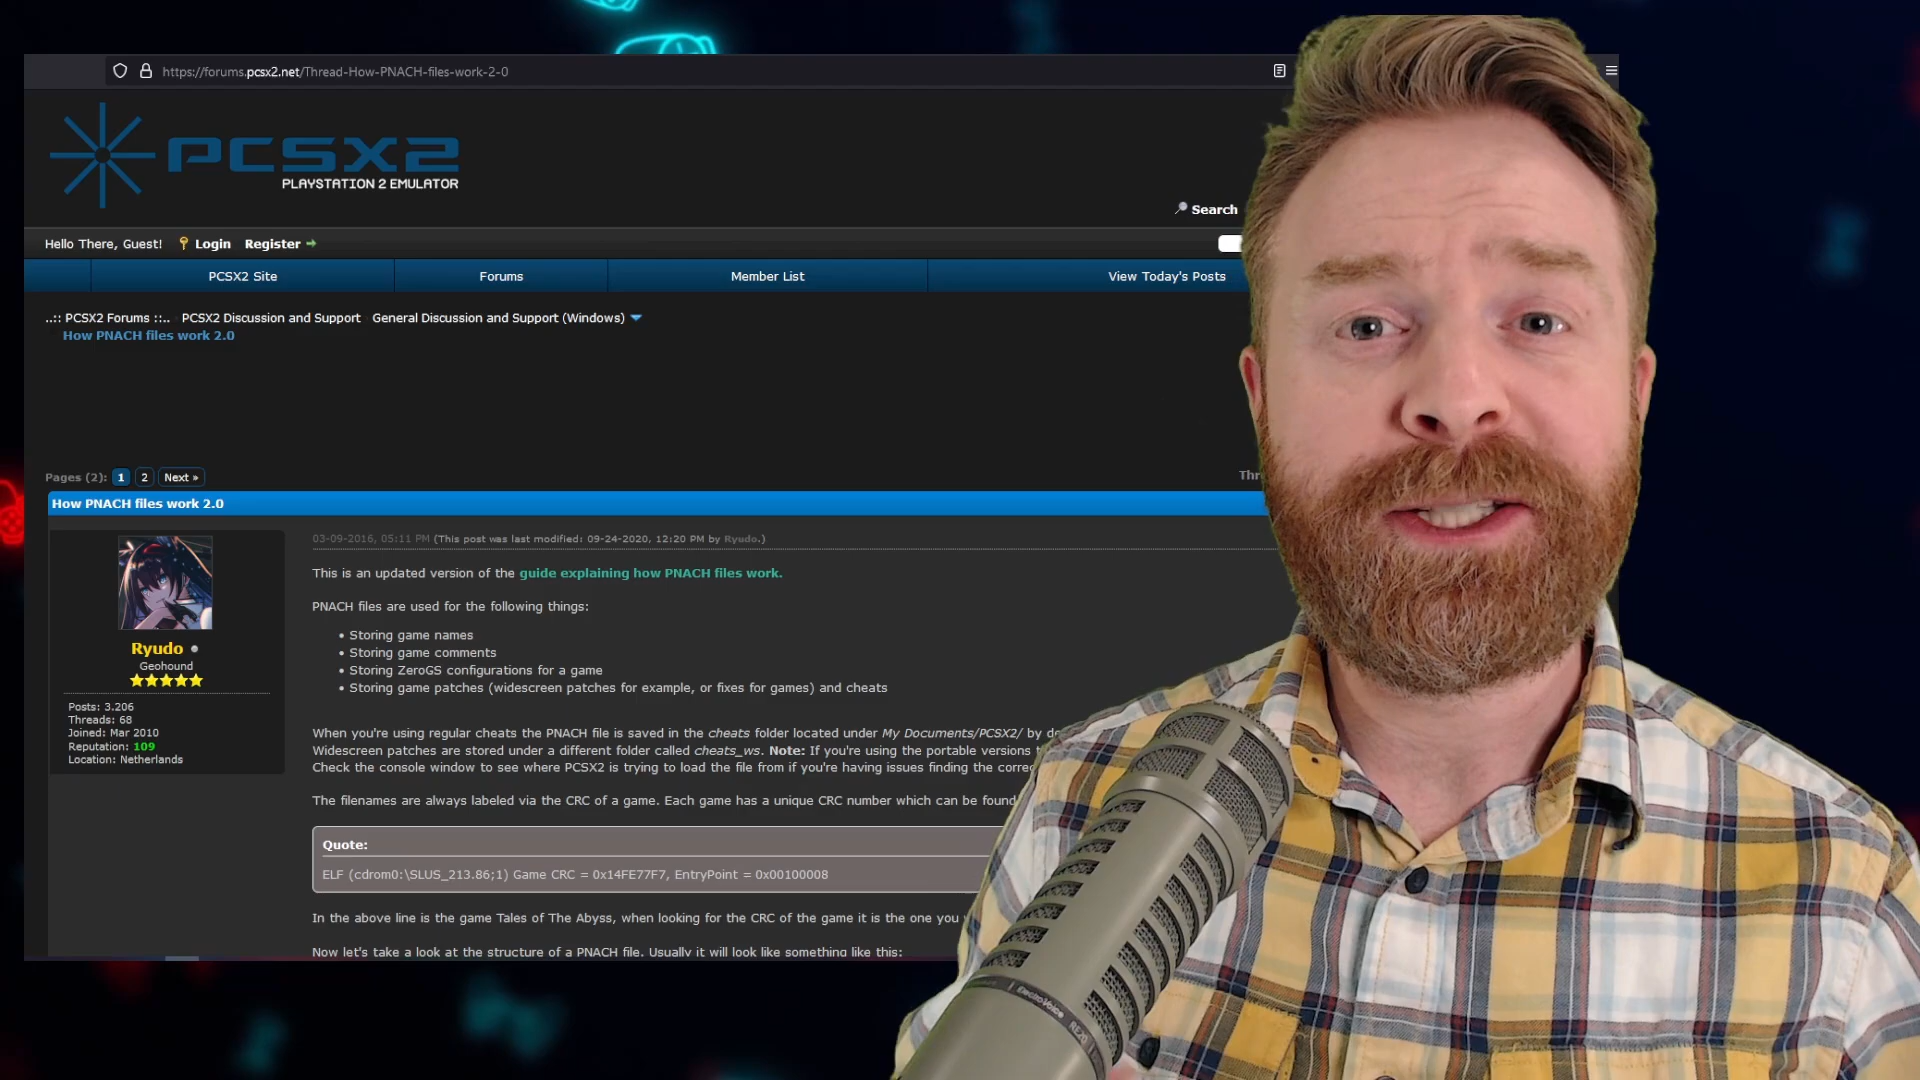 https://forums.pcsx2.net/Thread-How-PNACH-files-work-2-0
PCSX2
PLAYSTATION 2 EMULATOR
Search
Hello There, Guest! Login Register
PCSX2 Site Forums Member List View Today's Posts
..:: PCSX2 Forums ::.. PCSX2 Discussion and Support General Discussion and Support (Windows)
How PNACH files work 2.0
Pages (2): 1 2 Next »
How PNACH files work 2.0
03-09-2016, 05:11 PM (This post was last modified: 09-24-2020, 12:20 PM by Ryudo.)
This is an updated version of the guide explaining how PNACH files work.
PNACH files are used for the following things:
• Storing game names
• Storing game comments
• Storing ZeroGS configurations for a game
• Storing game patches (widescreen patches for example, or fixes for games) and cheats
Ryudo
Geohound
Posts: 3.206
Threads: 68
Joined: Mar 2010
Reputation: 109
Location: Netherlands
When you're using regular cheats the PNACH file is saved in the cheats folder located under My Documents/PCSX2/ by
Widescreen patches are stored under a different folder called cheats_ws. Note: If you're using the portable versions
Check the console window to see where PCSX2 is trying to load the file from if you're having issues finding the
The filenames are always labeled via the CRC of a game. Each game has a unique CRC number which can be found
Quote:
ELF (cdrom0:\SLUS_213.86;1) Game CRC = 0x14FE77F7, EntryPoint = 0x00100008
In the above line is the game Tales of The Abyss, when looking for the CRC of the game it is the one you
Now let's take a look at the structure of a PNACH file. Usually it will look like something like this:
ElectroVoice RE20